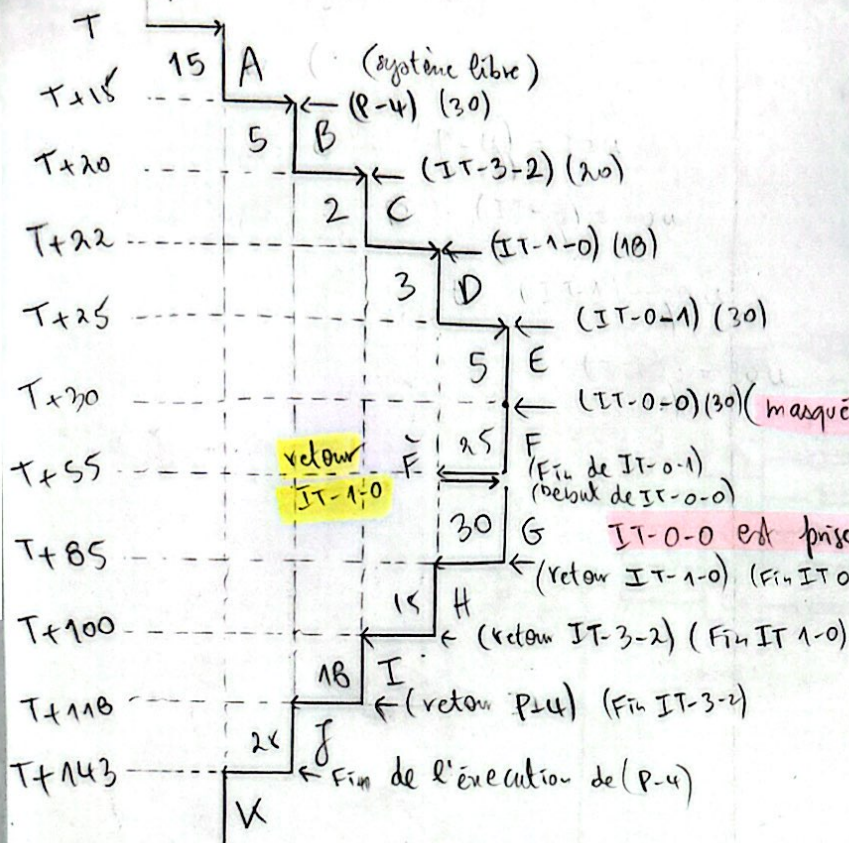 T
15 A (système libre)
T+15 (P-4) (30)
5 B
T+20 (IT-3-2) (20)
2 C
T+22 (IT-1-0) (18)
3 D
T+25 (IT-0-1) (30)
5 E
T+30 (IT-0-0) (30) (masqué
retour F 25 F
T+55 (Fin de IT-0-1)
IT-1-0 (Début de IT-0-0)
30 G IT-0-0 est prise
T+85 (retour IT-1-0) (Fin IT 0
15 H
T+100 (retour IT-3-2) (Fin IT 1-0)
18 I
T+118 (retour P-4) (Fin IT-3-2)
25 J
T+143 Fin de l'éxecution de (P-4)
K